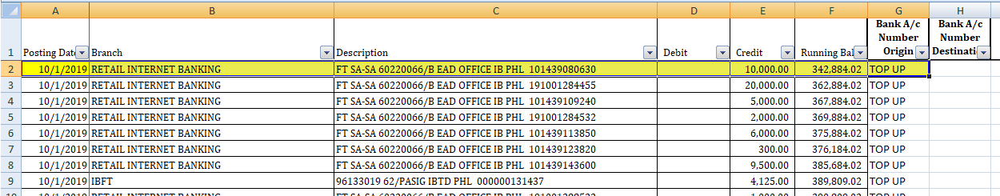 A B C D E F G H
1 Posting Date Branch Description Debit Credit Running Bal Bank A/c Number Origin Bank A/c Number Destinati
2 10/1/2019 RETAIL INTERNET BANKING FT SA-SA 60220066/B EAD OFFICE IB PHL 101439080630 10,000.00 342,884.02 TOP UP
3 10/1/2019 RETAIL INTERNET BANKING FT SA-SA 60220066/B EAD OFFICE IB PHL 191001284455 20,000.00 362,884.02 TOP UP
4 10/1/2019 RETAIL INTERNET BANKING FT SA-SA 60220066/B EAD OFFICE IB PHL 101439109240 5,000.00 367,884.02 TOP UP
5 10/1/2019 RETAIL INTERNET BANKING FT SA-SA 60220066/B EAD OFFICE IB PHL 191001284532 2,000.00 369,884.02 TOP UP
6 10/1/2019 RETAIL INTERNET BANKING FT SA-SA 60220066/B EAD OFFICE IB PHL 101439113850 6,000.00 375,884.02 TOP UP
7 10/1/2019 RETAIL INTERNET BANKING FT SA-SA 60220066/B EAD OFFICE IB PHL 101439123820 300.00 376,184.02 TOP UP
8 10/1/2019 RETAIL INTERNET BANKING FT SA-SA 60220066/B EAD OFFICE IB PHL 101439143600 9,500.00 385,684.02 TOP UP
9 10/1/2019 IBFT 96133019 62/PASIG IBTD PHL 000000131437 4,125.00 389,809.02 TOP UP